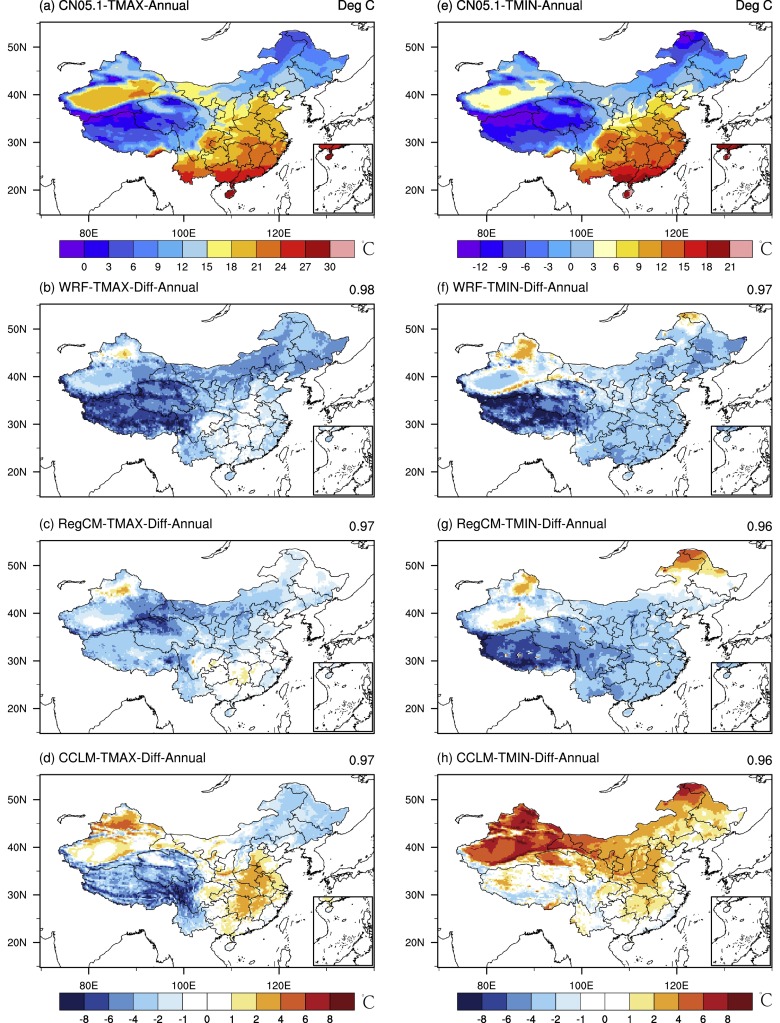 (a) CN05.1-TMAX-Annual Deg C
(e) CN05.1-TMIN-Annual Deg C
50N
40N
30N
20N
50N
40N
30N
20N
80E 100E 120E
80E 100E 120E
0 3 6 9 12 15 18 21 24 27 30 °C
-12 -9 -6 -3 0 3 6 9 12 15 18 21 °C
(b) WRF-TMAX-Diff-Annual 0.98
(f) WRF-TMIN-Diff-Annual 0.97
50N
40N
30N
20N
50N
40N
30N
20N
(c) RegCM-TMAX-Diff-Annual 0.97
(g) RegCM-TMIN-Diff-Annual 0.96
50N
40N
30N
20N
50N
40N
30N
20N
(d) CCLM-TMAX-Diff-Annual 0.97
(h) CCLM-TMIN-Diff-Annual 0.96
50N
40N
30N
20N
50N
40N
30N
20N
80E 100E 120E
80E 100E 120E
-8 -6 -4 -2 -1 0 1 2 4 6 8 °C
-8 -6 -4 -2 -1 0 1 2 4 6 8 °C